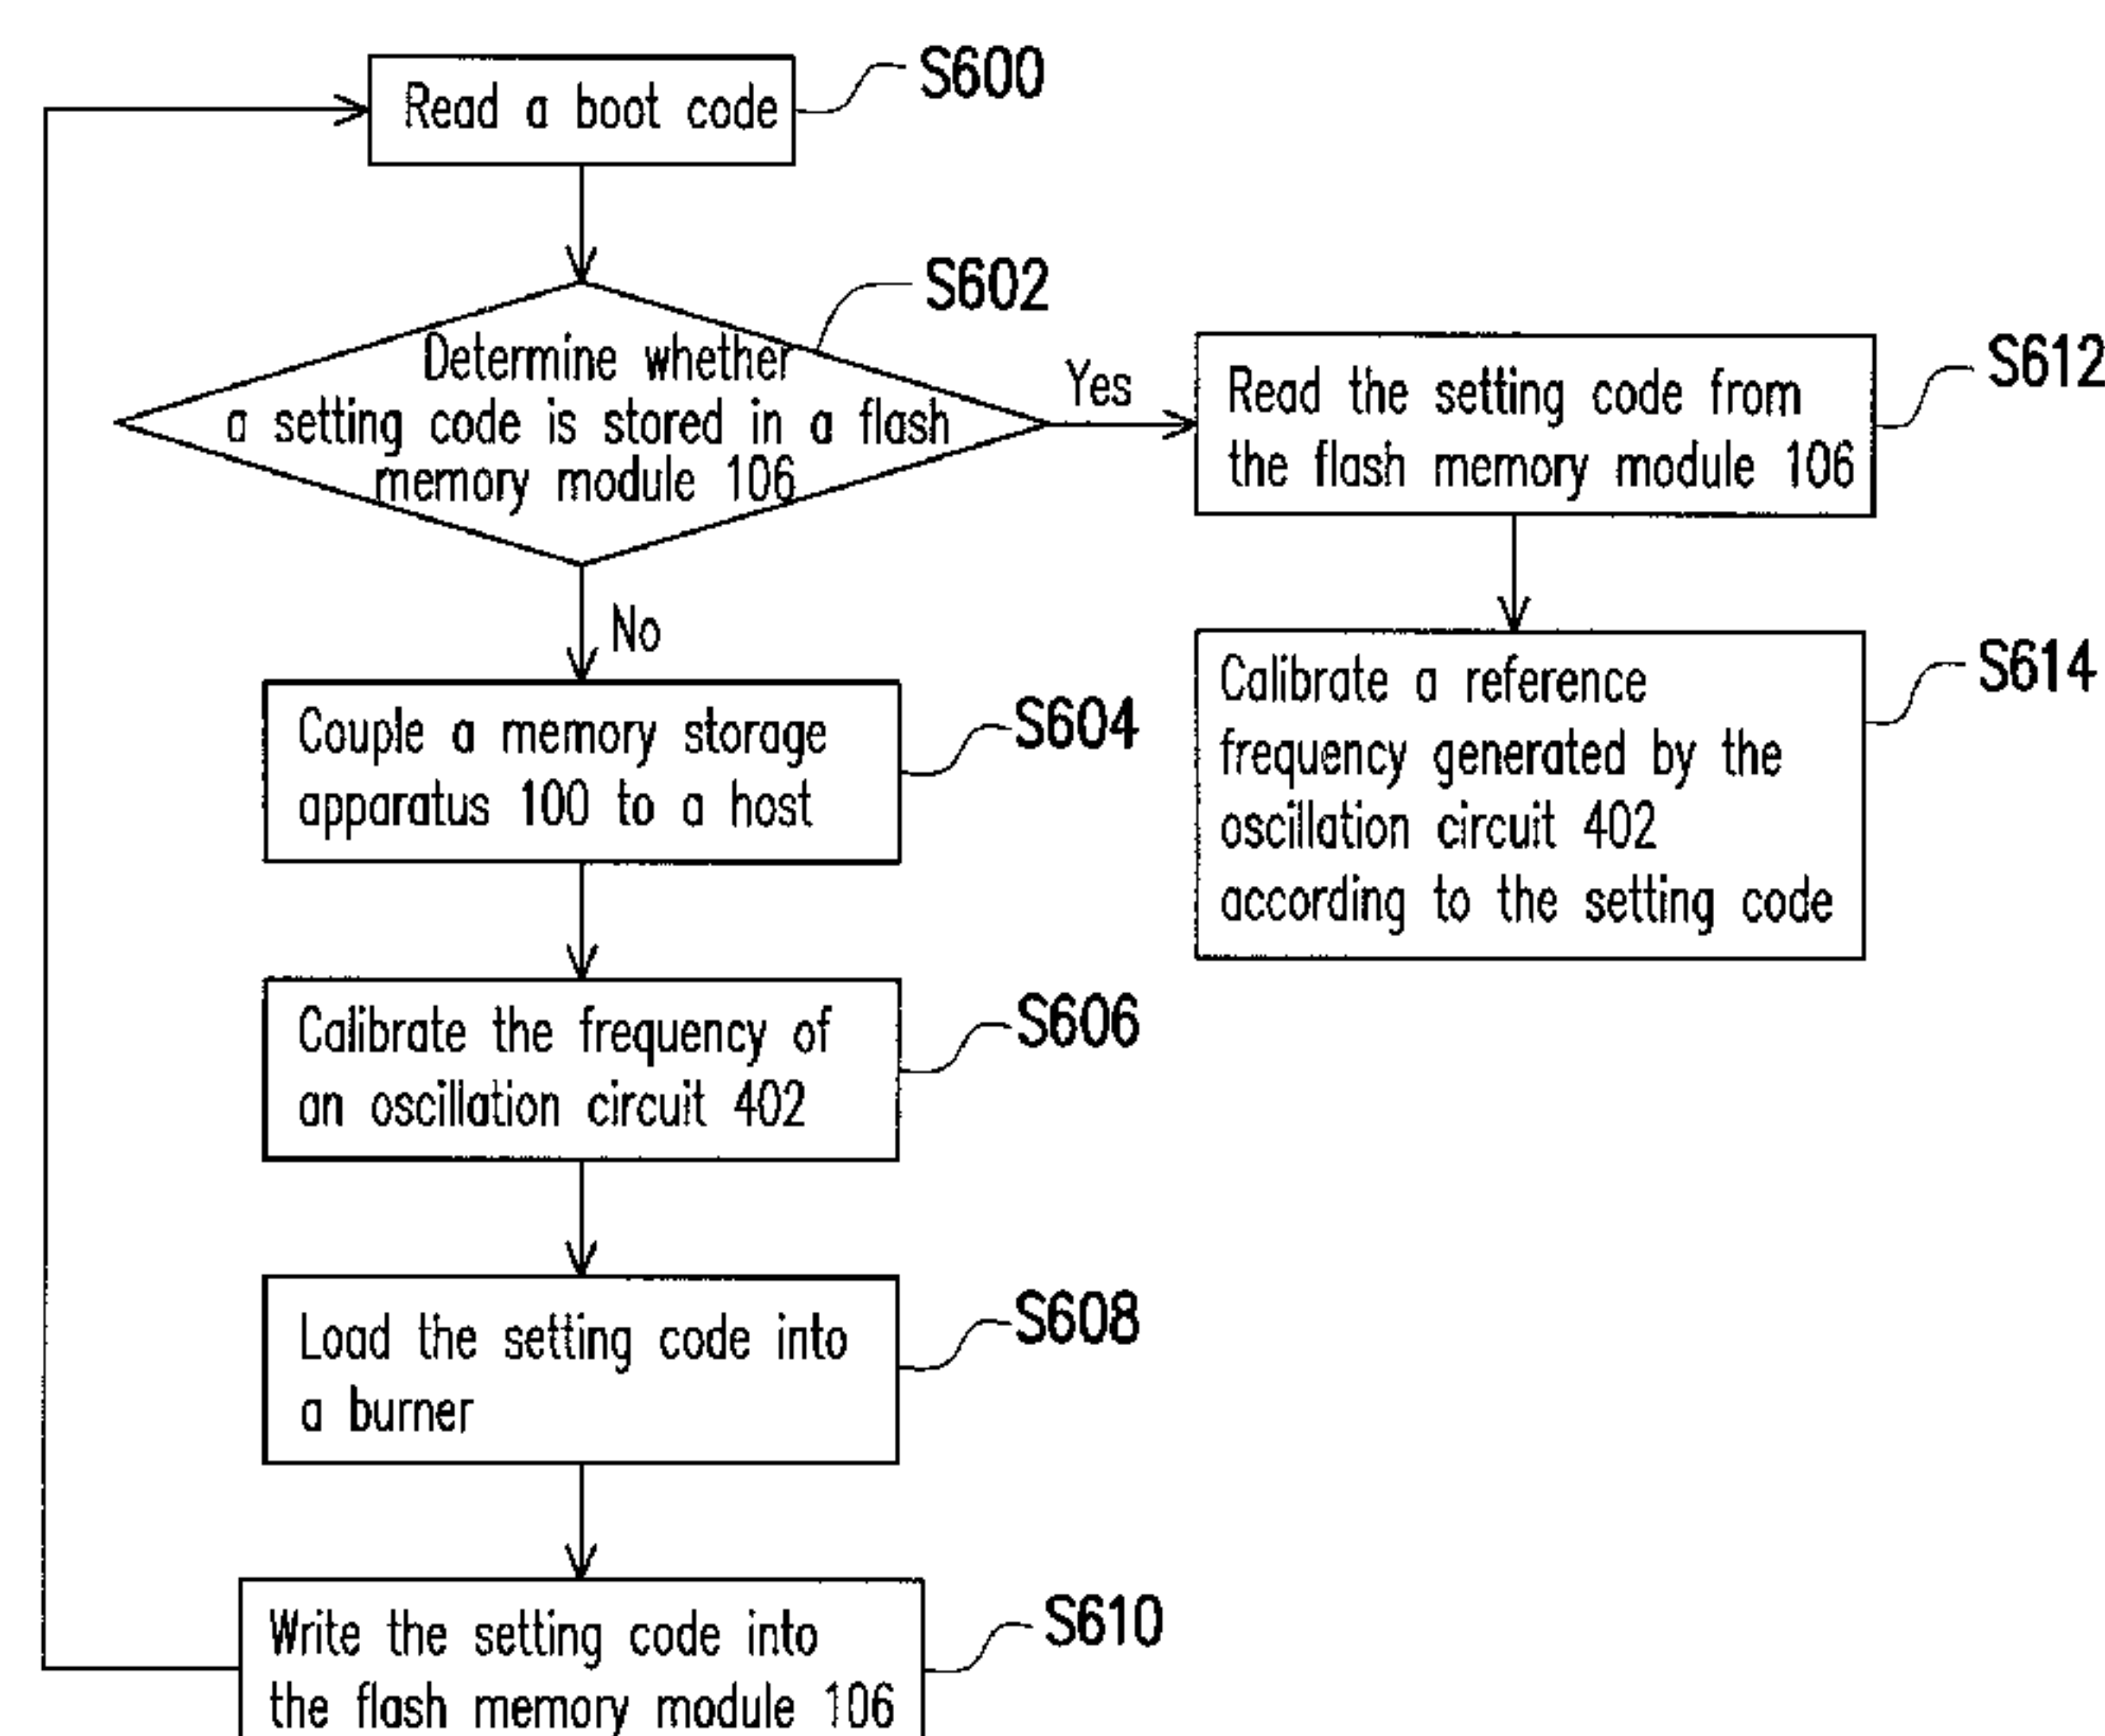 Read a boot code
S600
Determine whether
a setting code is stored in a flash
memory module 106
S602
Yes
Read the setting code from
the flash memory module 106
S612
No
Calibrate a reference
frequency generated by the
oscillation circuit 402
according to the setting code
S614
Couple a memory storage
apparatus 100 to a host
S604
Calibrate the frequency of
an oscillation circuit 402
S606
Load the setting code into
a burner
S608
Write the setting code into
the flash memory module 106
S610